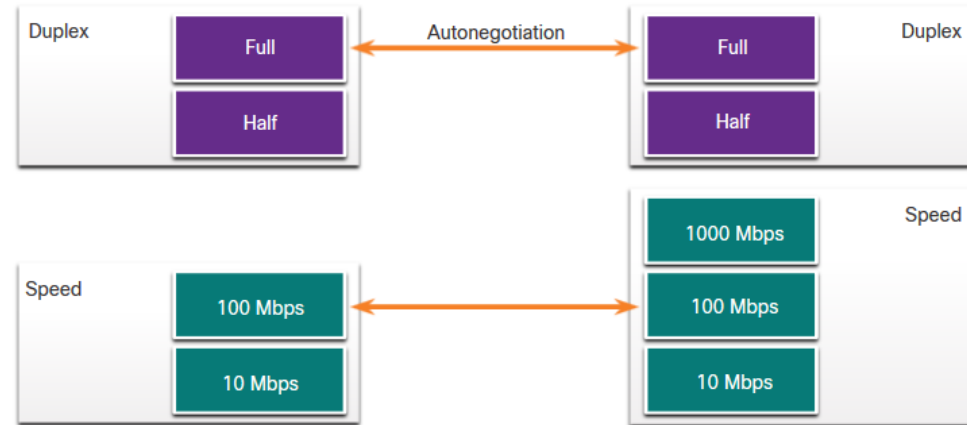 Duplex
Full
Autonegotiation
Full
Duplex
Half
Half
1000 Mbps
Speed
Speed
100 Mbps
100 Mbps
10 Mbps
10 Mbps